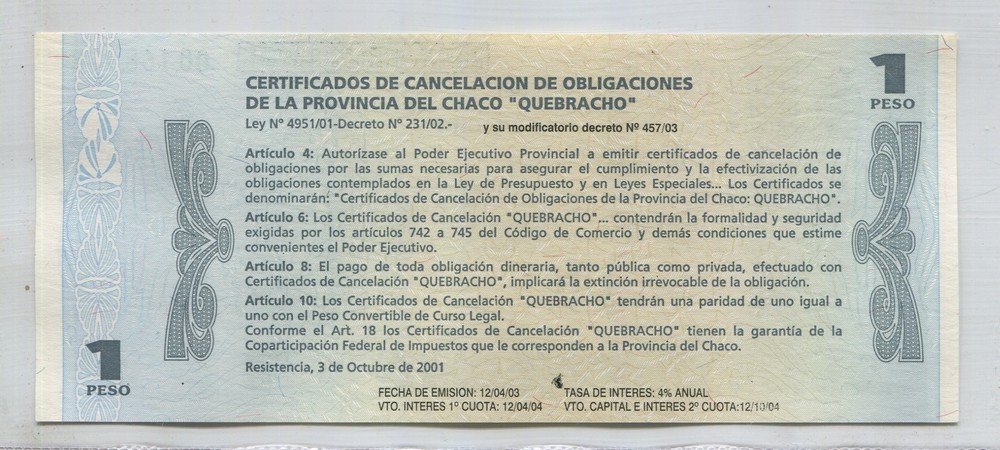 CERTIFICADOS DE CANCELACION DE OBLIGACIONES
DE LA PROVINCIA DEL CHACO "QUEBRACHO"
Ley Nº 4951/01-Decreto Nº 231/02.- y su modificatorio decreto Nº 457/03
1
PESO
Artículo 4: Autorízase al Poder Ejecutivo Provincial a emitir certificados de cancelación de
obligaciones por las sumas necesarias para asegurar el cumplimiento y la efectivización de las
obligaciones contemplados en la Ley de Presupuesto y en Leyes Especiales... Los Certificados se
denominarán: "Certificados de Cancelación de Obligaciones de la Provincia del Chaco: QUEBRACHO".
Artículo 6: Los Certificados de Cancelación "QUEBRACHO"... contendrán la formalidad y seguridad
exigidas por los artículos 742 a 745 del Código de Comercio y demás condiciones que estime
convenientes el Poder Ejecutivo.
Artículo 8: El pago de toda obligación dineraria, tanto pública como privada, efectuado con
Certificados de Cancelación "QUEBRACHO", implicará la extinción irrevocable de la obligación.
Artículo 10: Los Certificados de Cancelación "QUEBRACHO" tendrán una paridad de uno igual a
uno con el Peso Convertible de Curso Legal.
Conforme el Art. 18 los Certificados de Cancelación "QUEBRACHO" tienen la garantía de la
Coparticipación Federal de Impuestos que le corresponden a la Provincia del Chaco.
Resistencia, 3 de Octubre de 2001
1
PESO
FECHA DE EMISION: 12/04/03 TASA DE INTERES: 4% ANUAL
VTO. INTERES 1º CUOTA: 12/04/04 VTO. CAPITAL E INTERES 2º CUOTA:12/10/04